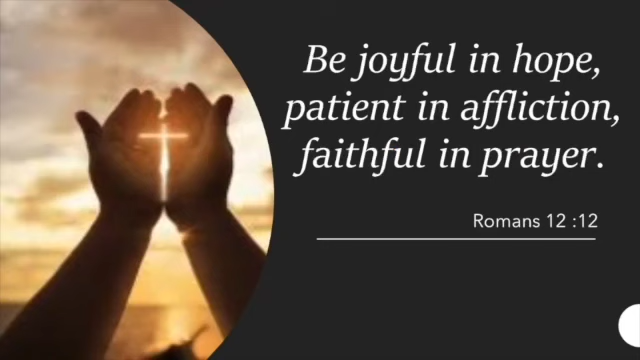 Be joyful in hope,
patient in affliction,
faithful in prayer.
Romans 12 :12